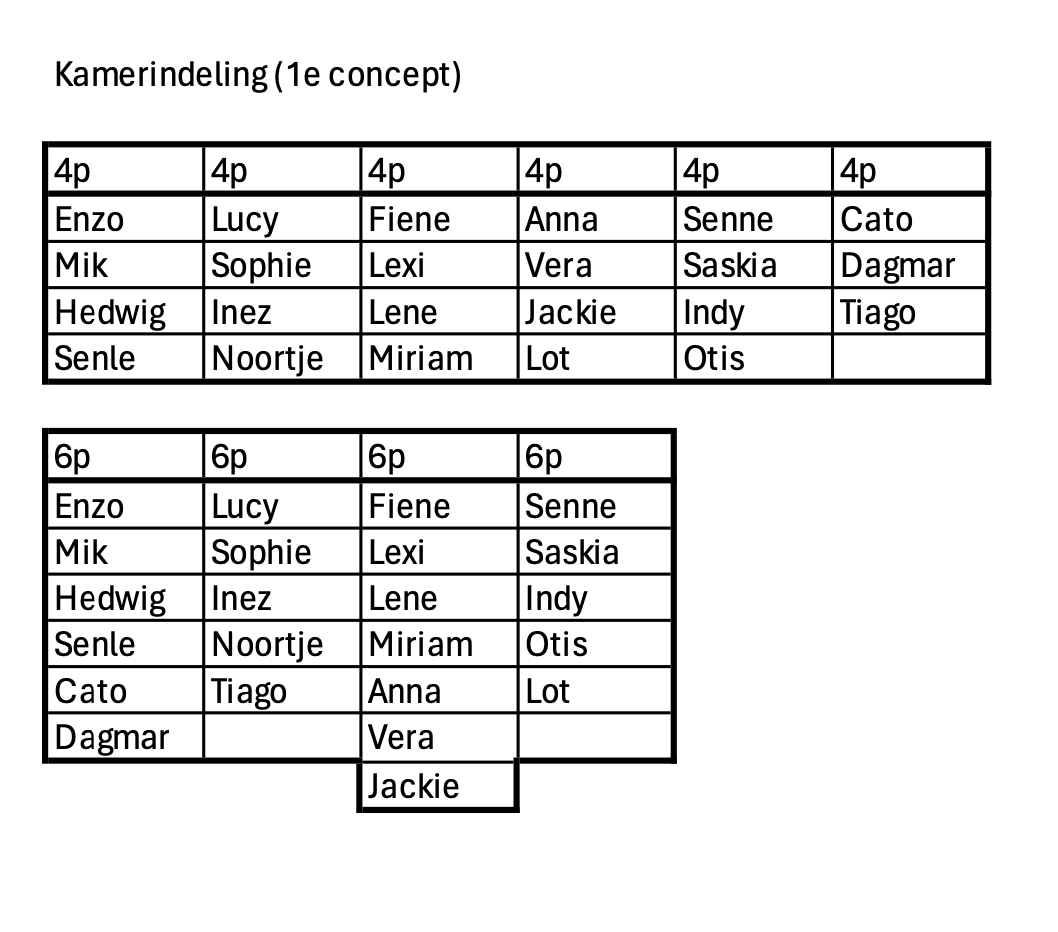 Kamerindeling (1e concept)
4p 4p 4p 4p 4p 4p
Enzo Lucy Fiene Anna Senne Cato
Mik Sophie Lexi Vera Saskia Dagmar
Hedwig Inez Lene Jackie Indy Tiago
Senle Noortje Miriam Lot Otis
6p 6p 6p 6p
Enzo Lucy Fiene Senne
Mik Sophie Lexi Saskia
Hedwig Inez Lene Indy
Senle Noortje Miriam Otis
Cato Tiago Anna Lot
Dagmar Vera
Jackie